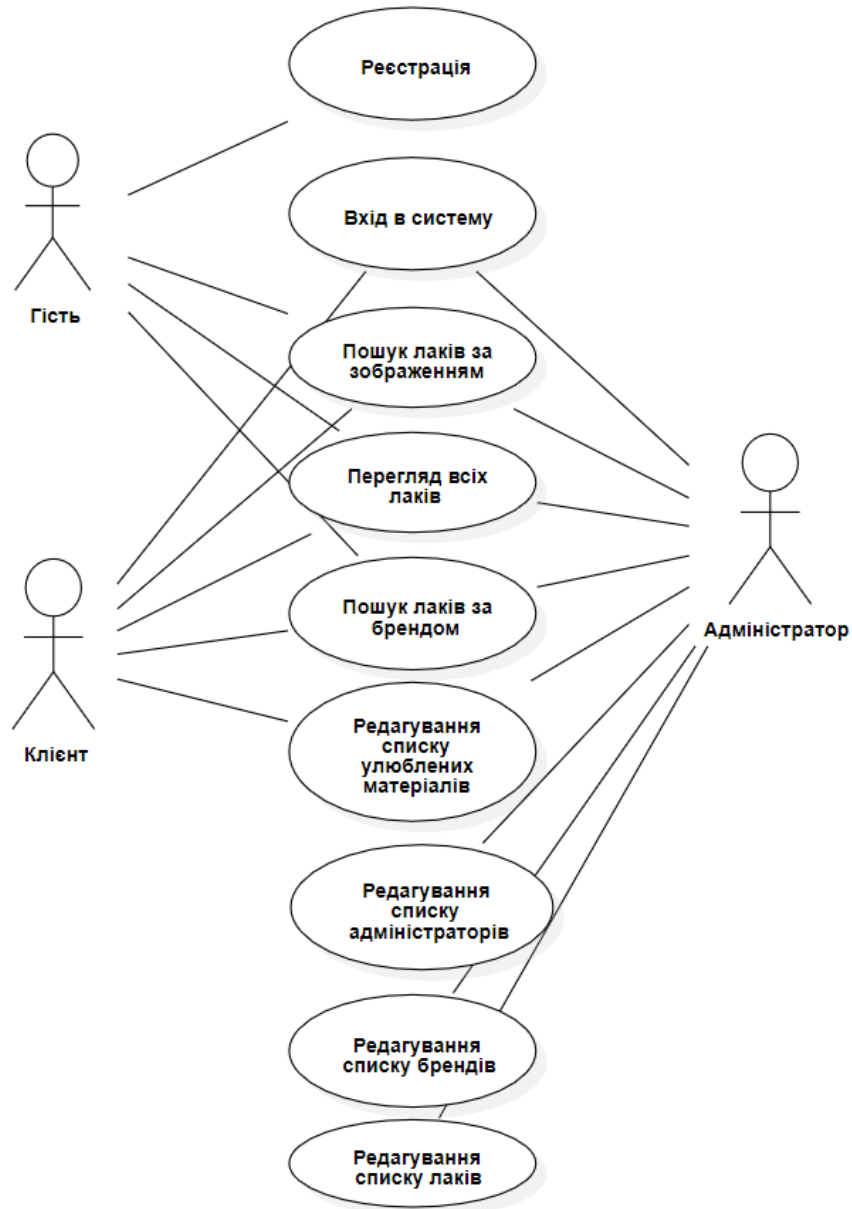 Реєстрація
Вхід в систему
Гість
Пошук лаків за
зображенням
Перегляд всіх
лаків
Пошук лаків за
брендом
Адміністратор
Клієнт
Редагування
списку
улюблених
матеріалів
Редагування
списку
адміністраторів
Редагування
списку брендів
Редагування
списку лаків